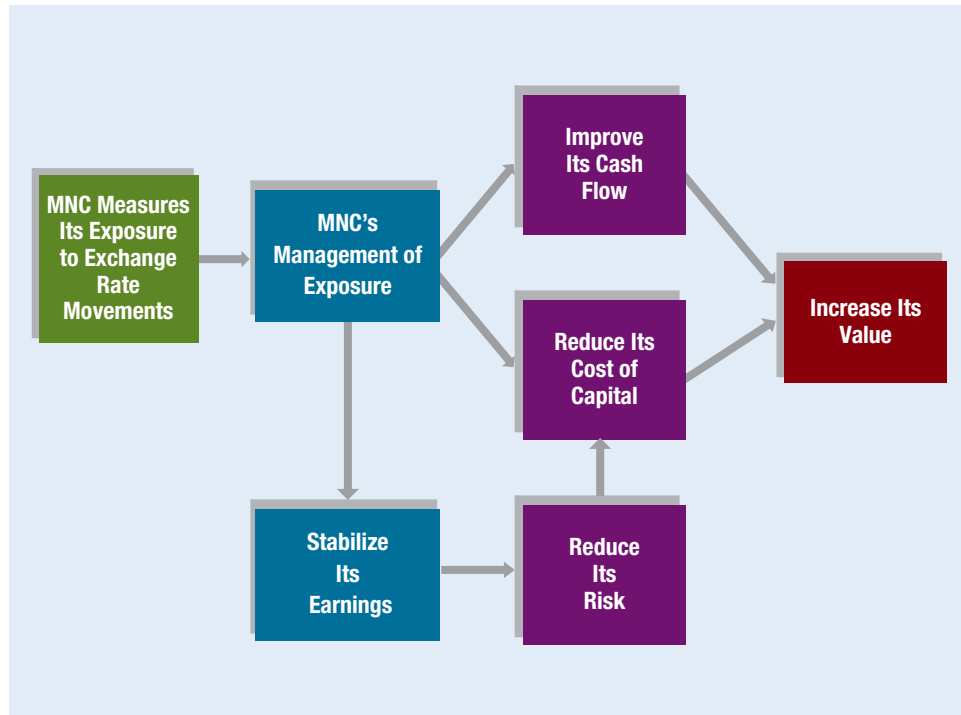 MNC Measures
Its Exposure
to Exchange
Rate
Movements
MNC's
Management of
Exposure
Improve
Its Cash
Flow
Reduce Its
Cost of
Capital
Increase Its
Value
Stabilize
Its
Earnings
Reduce
Its
Risk